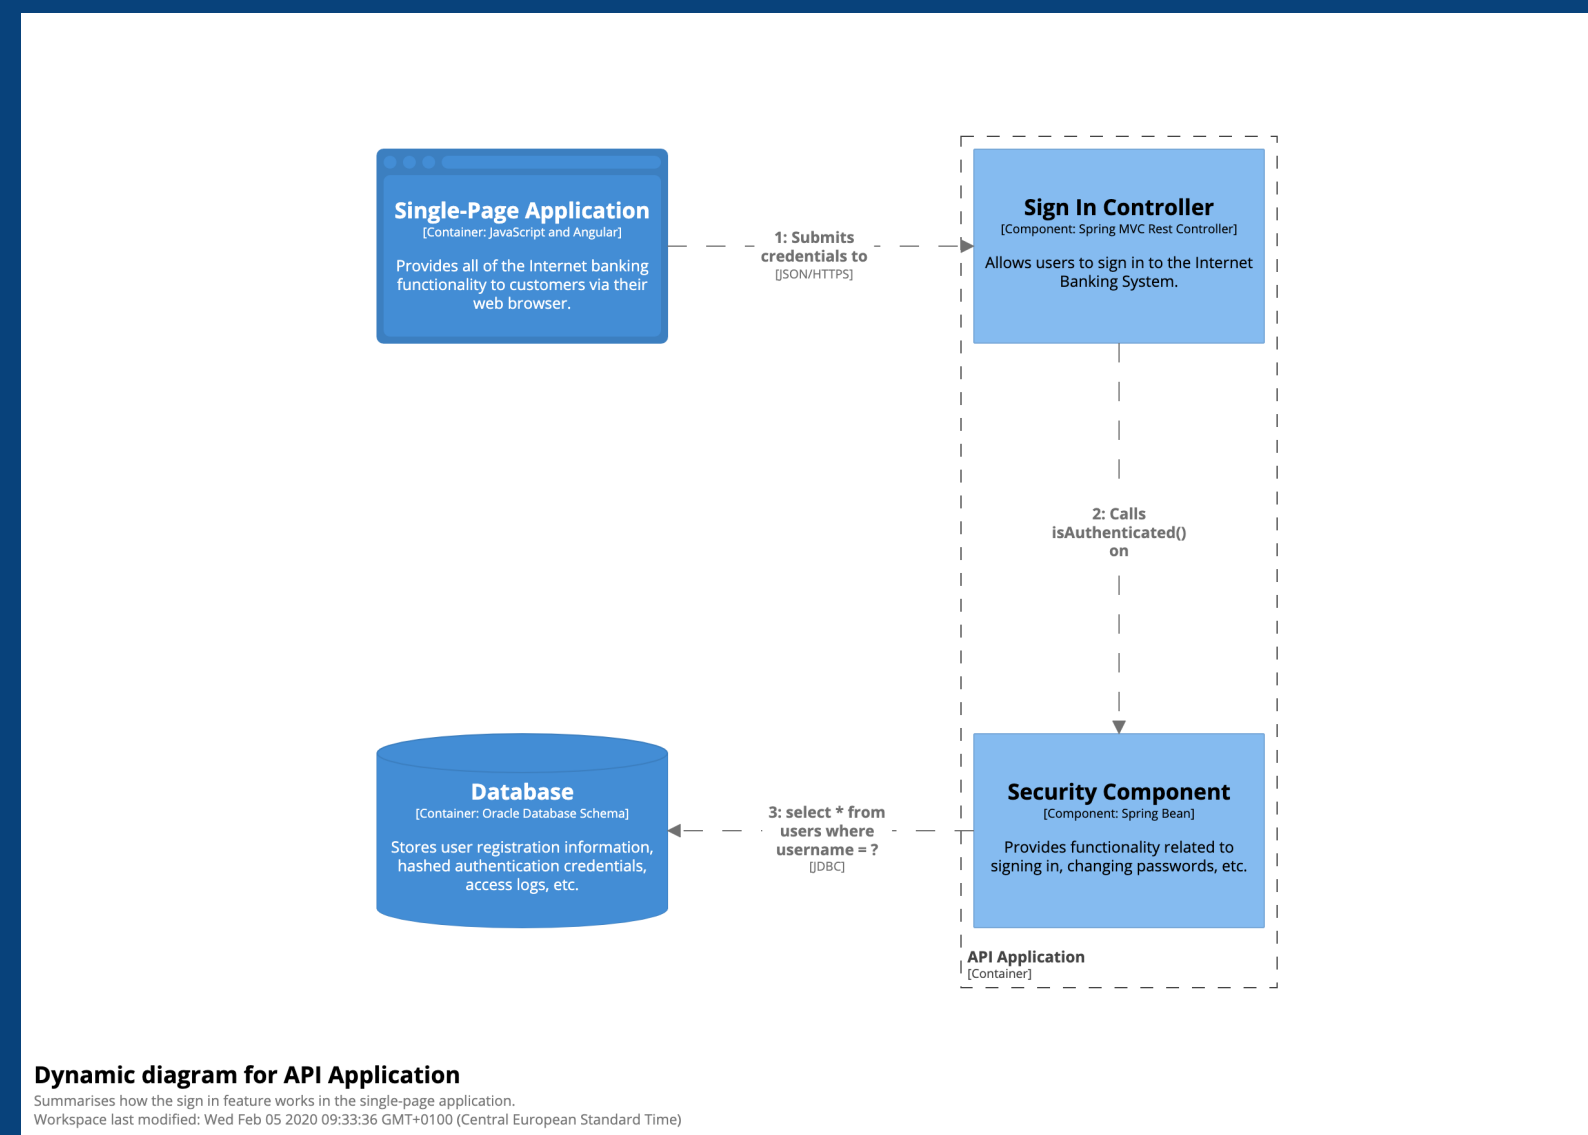 Single-Page Application
[Container: JavaScript and Angular]
Provides all of the Internet banking
functionality to customers via their
web browser.
1: Submits
credentials to
[JSON/HTTPS]
Sign In Controller
[Component: Spring MVC Rest Controller]
Allows users to sign in to the Internet
Banking System.
2: Calls
isAuthenticated()
on
Database
[Container: Oracle Database Schema]
Stores user registration information,
hashed authentication credentials,
access logs, etc.
3: select * from
users where
username = ?
[JDBC]
Security Component
[Component: Spring Bean]
Provides functionality related to
signing in, changing passwords, etc.
API Application
[Container]
Dynamic diagram for API Application
Summarises how the sign in feature works in the single-page application.
Workspace last modified: Wed Feb 05 2020 09:33:36 GMT+0100 (Central European Standard Time)